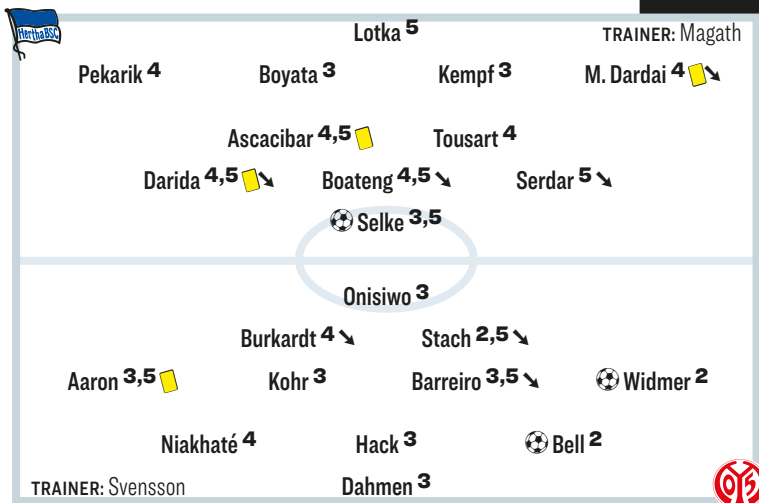 Hertha BSC
Lotka 5
TRAINER: Magath
Pekarik 4 Boyata 3 Kempf 3 M. Dardai 4
Ascacibar 4,5 Tousart 4
Darida 4,5 Boateng 4,5 Serdar 5
Selke 3,5
Onisiwo 3
Burkardt 4 Stach 2,5
Aaron 3,5 Kohr 3 Barreiro 3,5 Widmer 2
Niakhaté 4 Hack 3 Bell 2
TRAINER: Svensson Dahmen 3
05